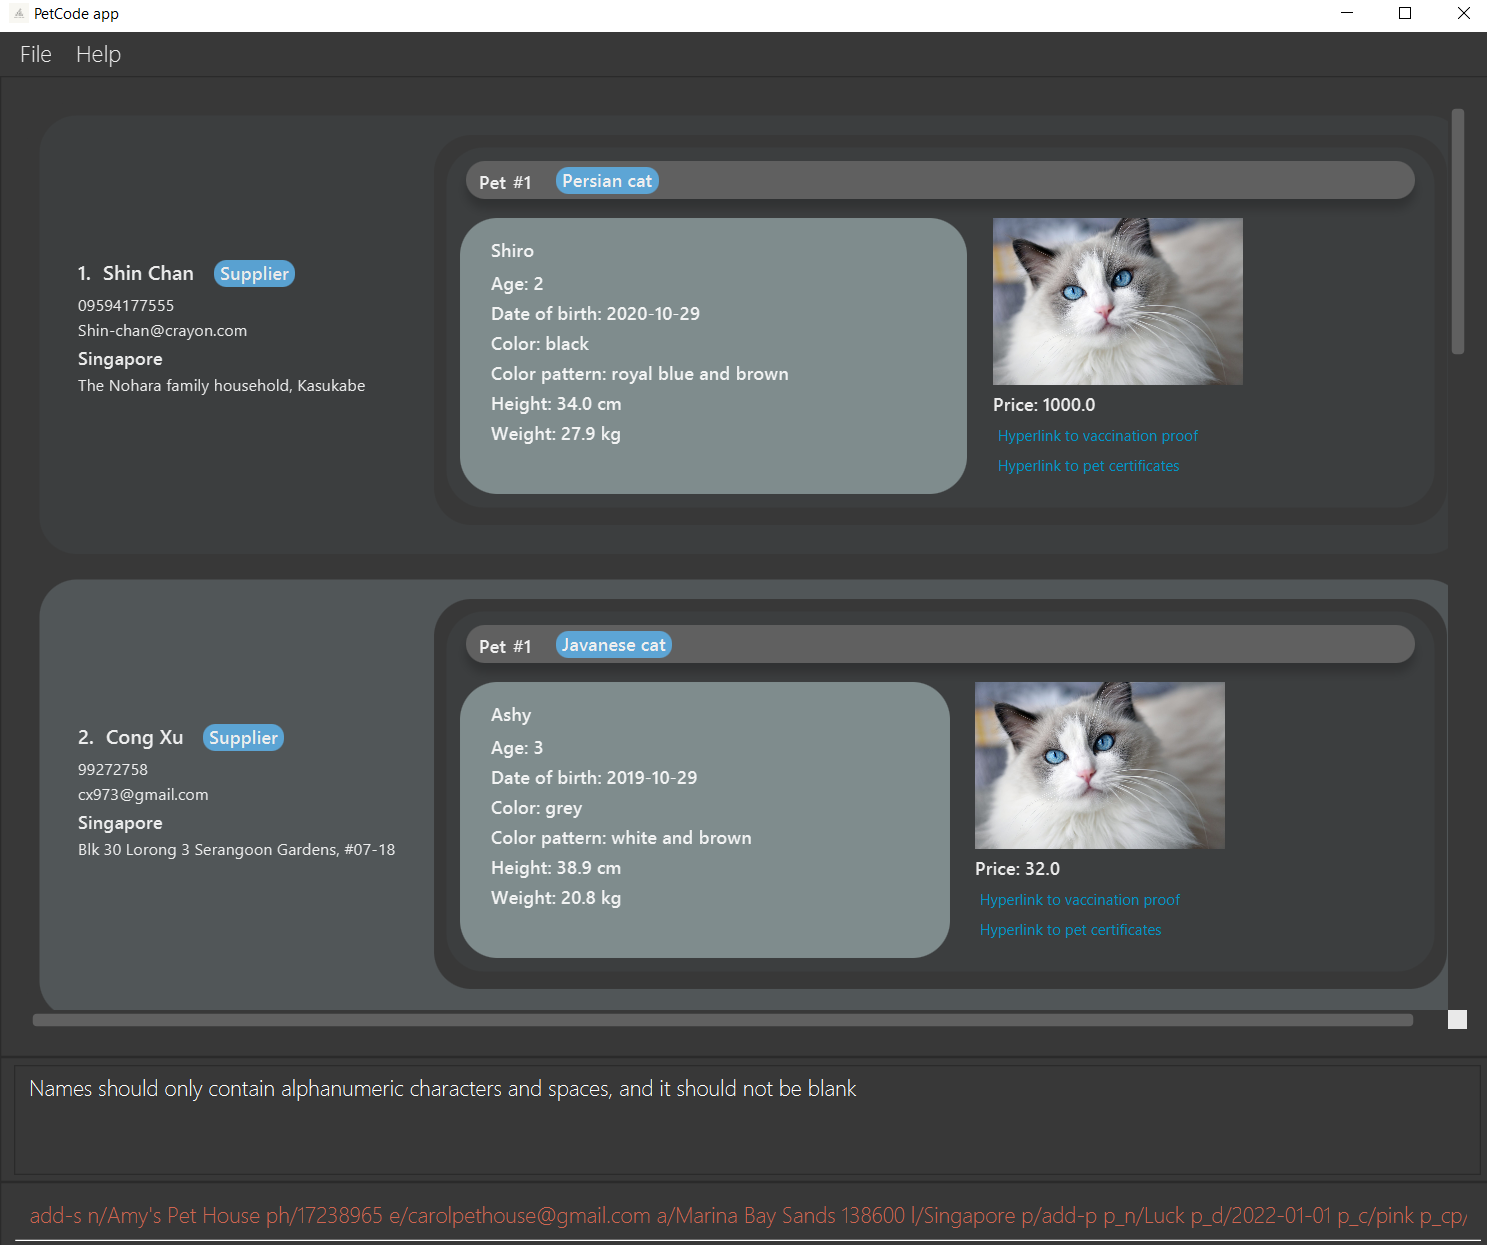 PetCode app
File Help
1. Shin Chan Supplier
09594177555
Shin-chan@crayon.com
Singapore
The Nohara family household, Kasukabe
Pet #1 Persian cat
Shiro
Age: 2
Date of birth: 2020-10-29
Color: black
Color pattern: royal blue and brown
Height: 34.0 cm
Weight: 27.9 kg
Price: 1000.0
Hyperlink to vaccination proof
Hyperlink to pet certificates
2. Cong Xu Supplier
99272758
cx973@gmail.com
Singapore
Blk 30 Lorong 3 Serangoon Gardens, #07-18
Pet #1 Javanese cat
Ashy
Age: 3
Date of birth: 2019-10-29
Color: grey
Color pattern: white and brown
Height: 38.9 cm
Weight: 20.8 kg
Price: 32.0
Hyperlink to vaccination proof
Hyperlink to pet certificates
Names should only contain alphanumeric characters and spaces, and it should not be blank
add-s n/Amy's Pet House ph/17238965 e/carolpethouse@gmail.com a/Marina Bay Sands 138600 l/Singapore p/add-p p_n/Luck p_d/2022-01-01 p_c/pink p_cp/